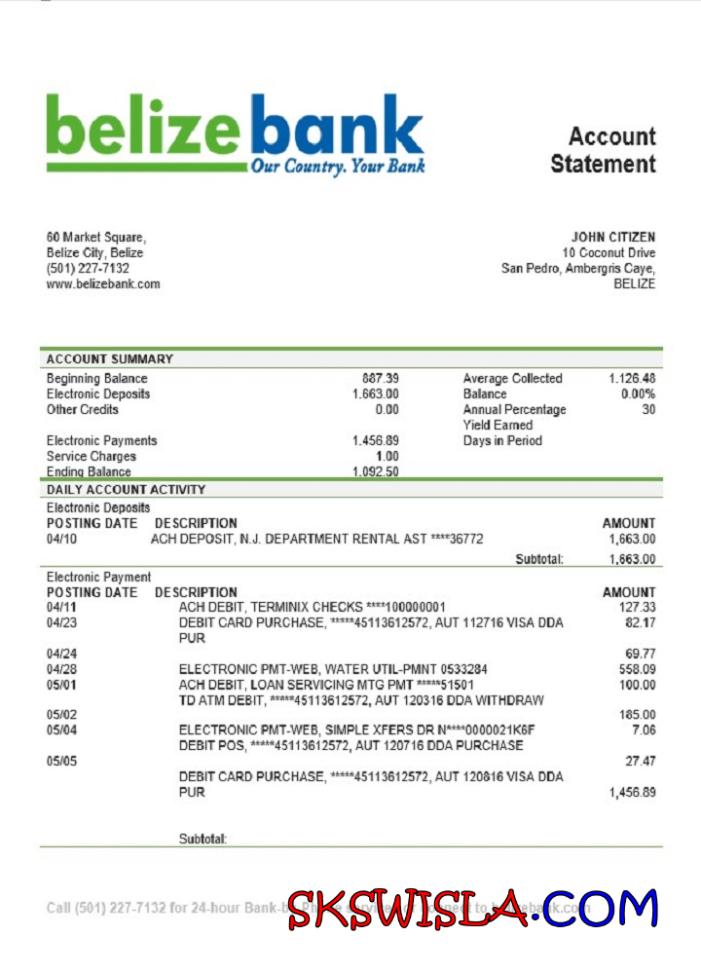 belize bank
Our Country. Your Bank
Account
Statement
60 Market Square,
Belize City, Belize
(501) 227-7132
www.belizebank.com
JOHN CITIZEN
10 Coconut Drive
San Pedro, Ambergris Caye,
BELIZE
ACCOUNT SUMMARY
Beginning Balance 887.39 Average Collected 1.126.48
Electronic Deposits 1.663.00 Balance 0.00%
Other Credits 0.00 Annual Percentage 30
Yield Earned
Electronic Payments 1.456.89 Days in Period
Service Charges 1.00
Ending Balance 1.092.50
DAILY ACCOUNT ACTIVITY
Electronic Deposits
POSTING DATE DESCRIPTION AMOUNT
04/10 ACH DEPOSIT, N.J. DEPARTMENT RENTAL AST ****36772 1,663.00
Subtotal: 1,663.00
Electronic Payment
POSTING DATE DESCRIPTION AMOUNT
04/11 ACH DEBIT, TERMINIX CHECKS ****100000001 127.33
04/23 DEBIT CARD PURCHASE, *****45113612572, AUT 112716 VISA DDA 82.17
PUR
04/24 69.77
04/28 ELECTRONIC PMT-WEB, WATER UTIL-PMNT 0533284 558.09
05/01 ACH DEBIT, LOAN SERVICING MTG PMT *****51501 100.00
TD ATM DEBIT, *****45113612572, AUT 120316 DDA WITHDRAW
05/02 185.00
05/04 ELECTRONIC PMT-WEB, SIMPLE XFERS DR N****0000021K6F 7.06
DEBIT POS, *****45113612572, AUT 120716 DDA PURCHASE
05/05 27.47
DEBIT CARD PURCHASE, *****45113612572, AUT 120816 VISA DDA
PUR 1,456.89
Subtotal:
Call (501) 227-7132 for 24-hour
SKSWISLA.COM